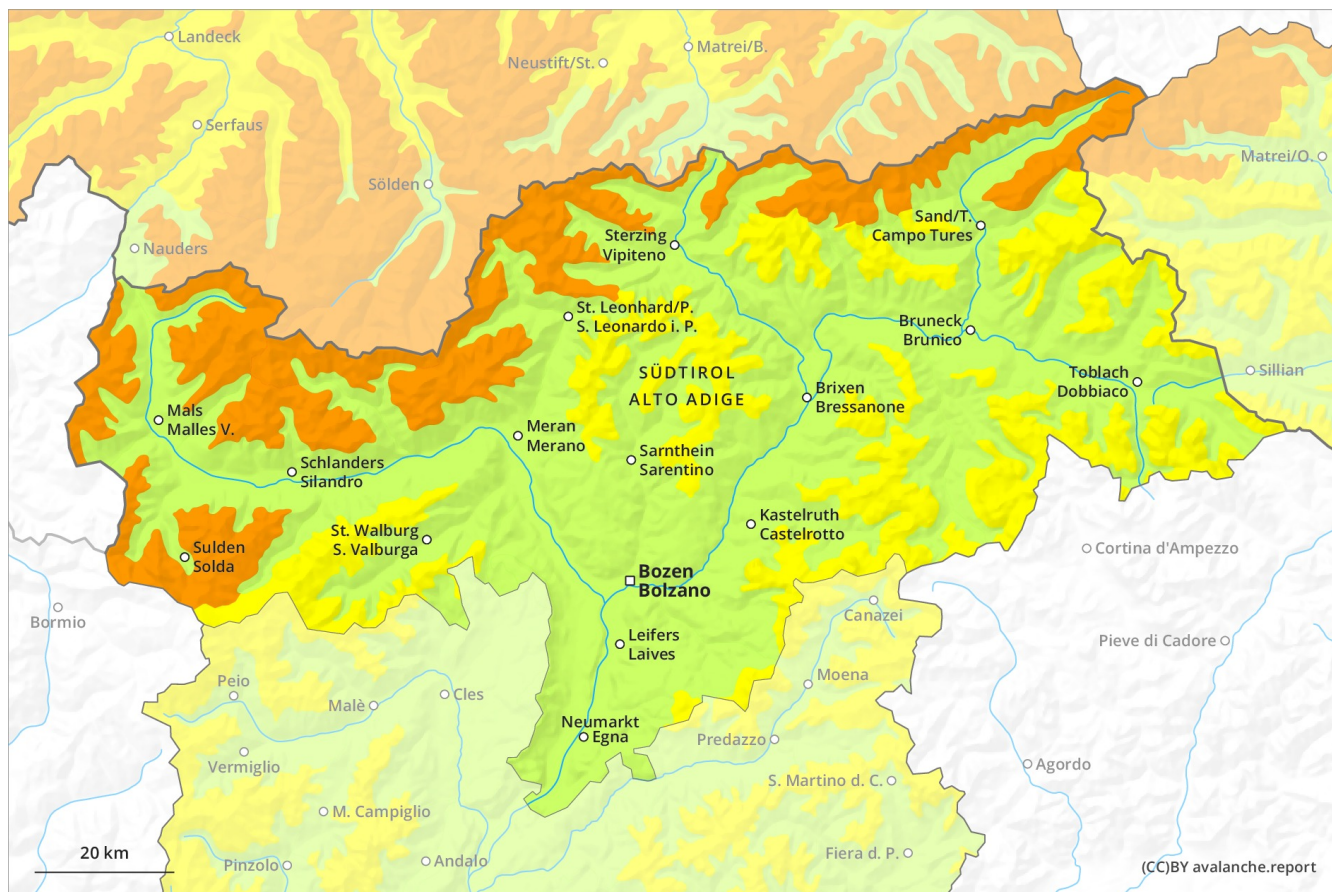 Landeck
Matrei/B.
Neustift/St.
Serfaus
Matrei/O.
Sölden
Nauders
Sand/T.
Campo Tures
Sterzing
Vipiteno
St. Leonhard/P.
S. Leonardo i. P.
Bruneck
Brunico
SÜDTIROL
ALTO ADIGE
Toblach
Dobbiaco
Sillian
Brixen
Bressanone
Mals
Malles V.
Meran
Merano
Schlanders
Silandro
Sarnthein
Sarentino
Kastelruth
Castelrotto
St. Walburg
S. Valburga
Sulden
Solda
Cortina d'Ampezzo
Bozen
Bolzano
Bormio
Canazei
Leifers
Laives
Pieve di Cadore
Peio
Malè
Cles
Moena
Neumarkt
Egna
Predazzo
Vermiglio
Agordo
S. Martino d. C.
M. Campiglio
20 km
Pinzolo
Andalo
Fiera d. P.
(CC)BY avalanche.report